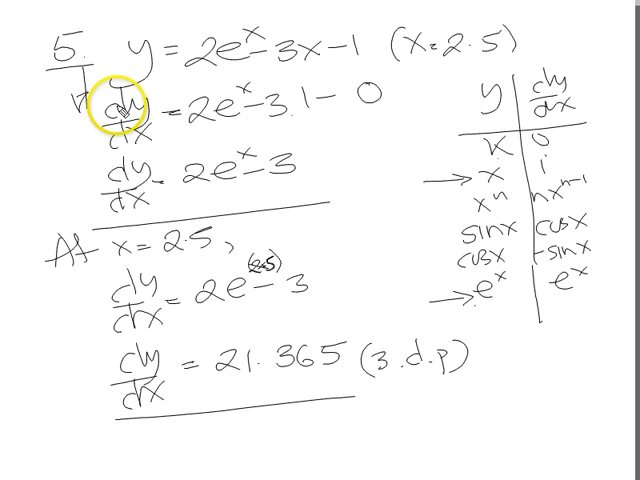 5. y = 2e^x - 3x - 1 (x = 2.5)
dy/dx = 2e^x - 3.1 - 0
dy/dx = 2e^x - 3
At x = 2.5,
dy/dx = 2e^(2.5) - 3
dy/dx = 21.365 (3.d.p)
y | dy/dx
k | 0
→ x | 1
x^n | nx^n-1
sinx | cosx
cosx | -sinx
→ e^x | e^x